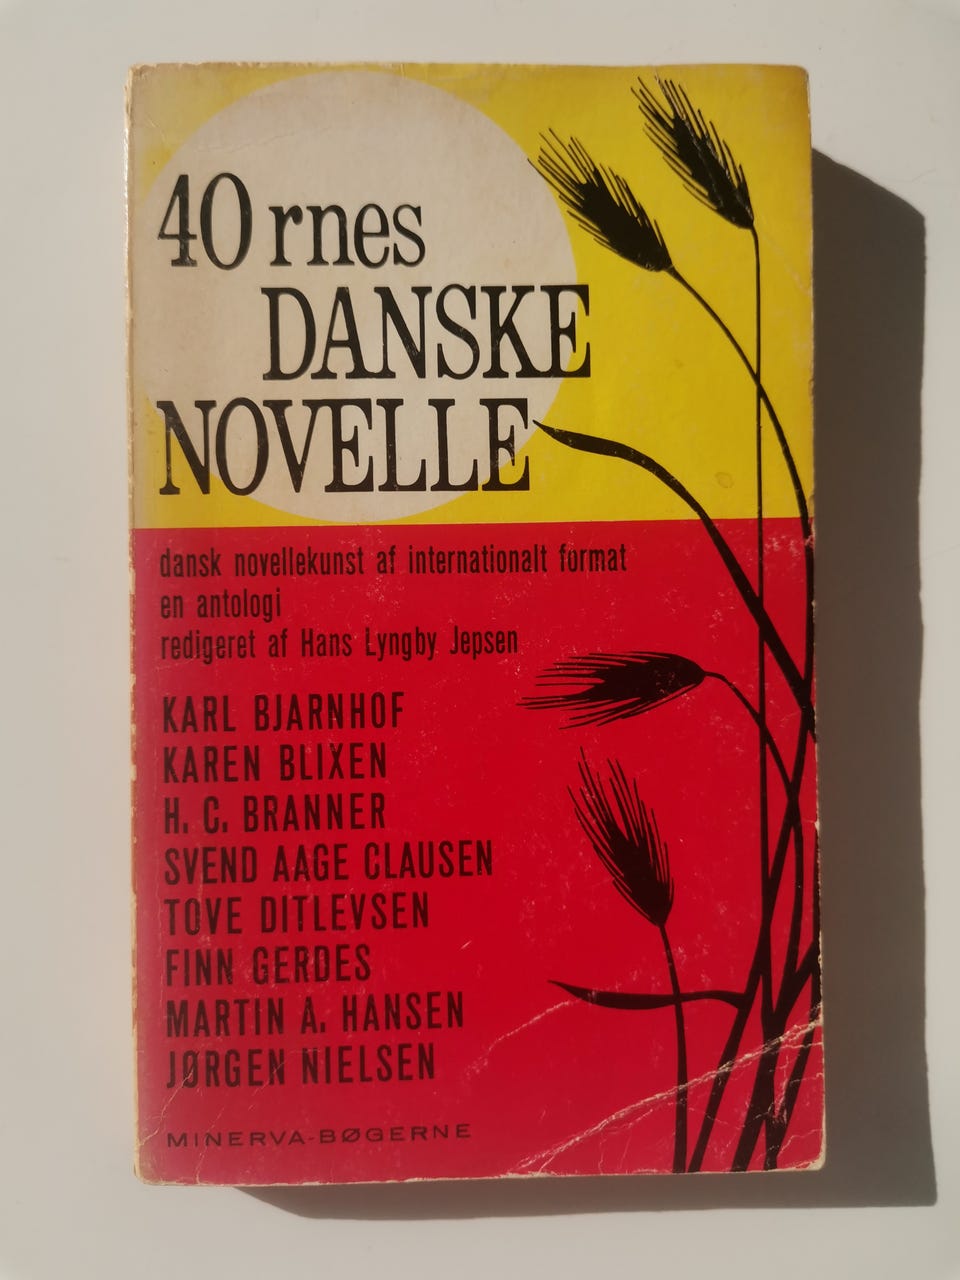 40 rnes
DANSKE
NOVELLE
dansk novellekunst af internationalt format
en antologi
redigeret af Hans Lyngby Jepsen
KARL BJARNHOF
KAREN BLIXEN
H. C. BRANNER
SVEND AAGE CLAUSEN
TOVE DITLEVSEN
FINN GERDES
MARTIN A. HANSEN
JØRGEN NIELSEN
MINERVA-BØGERNE